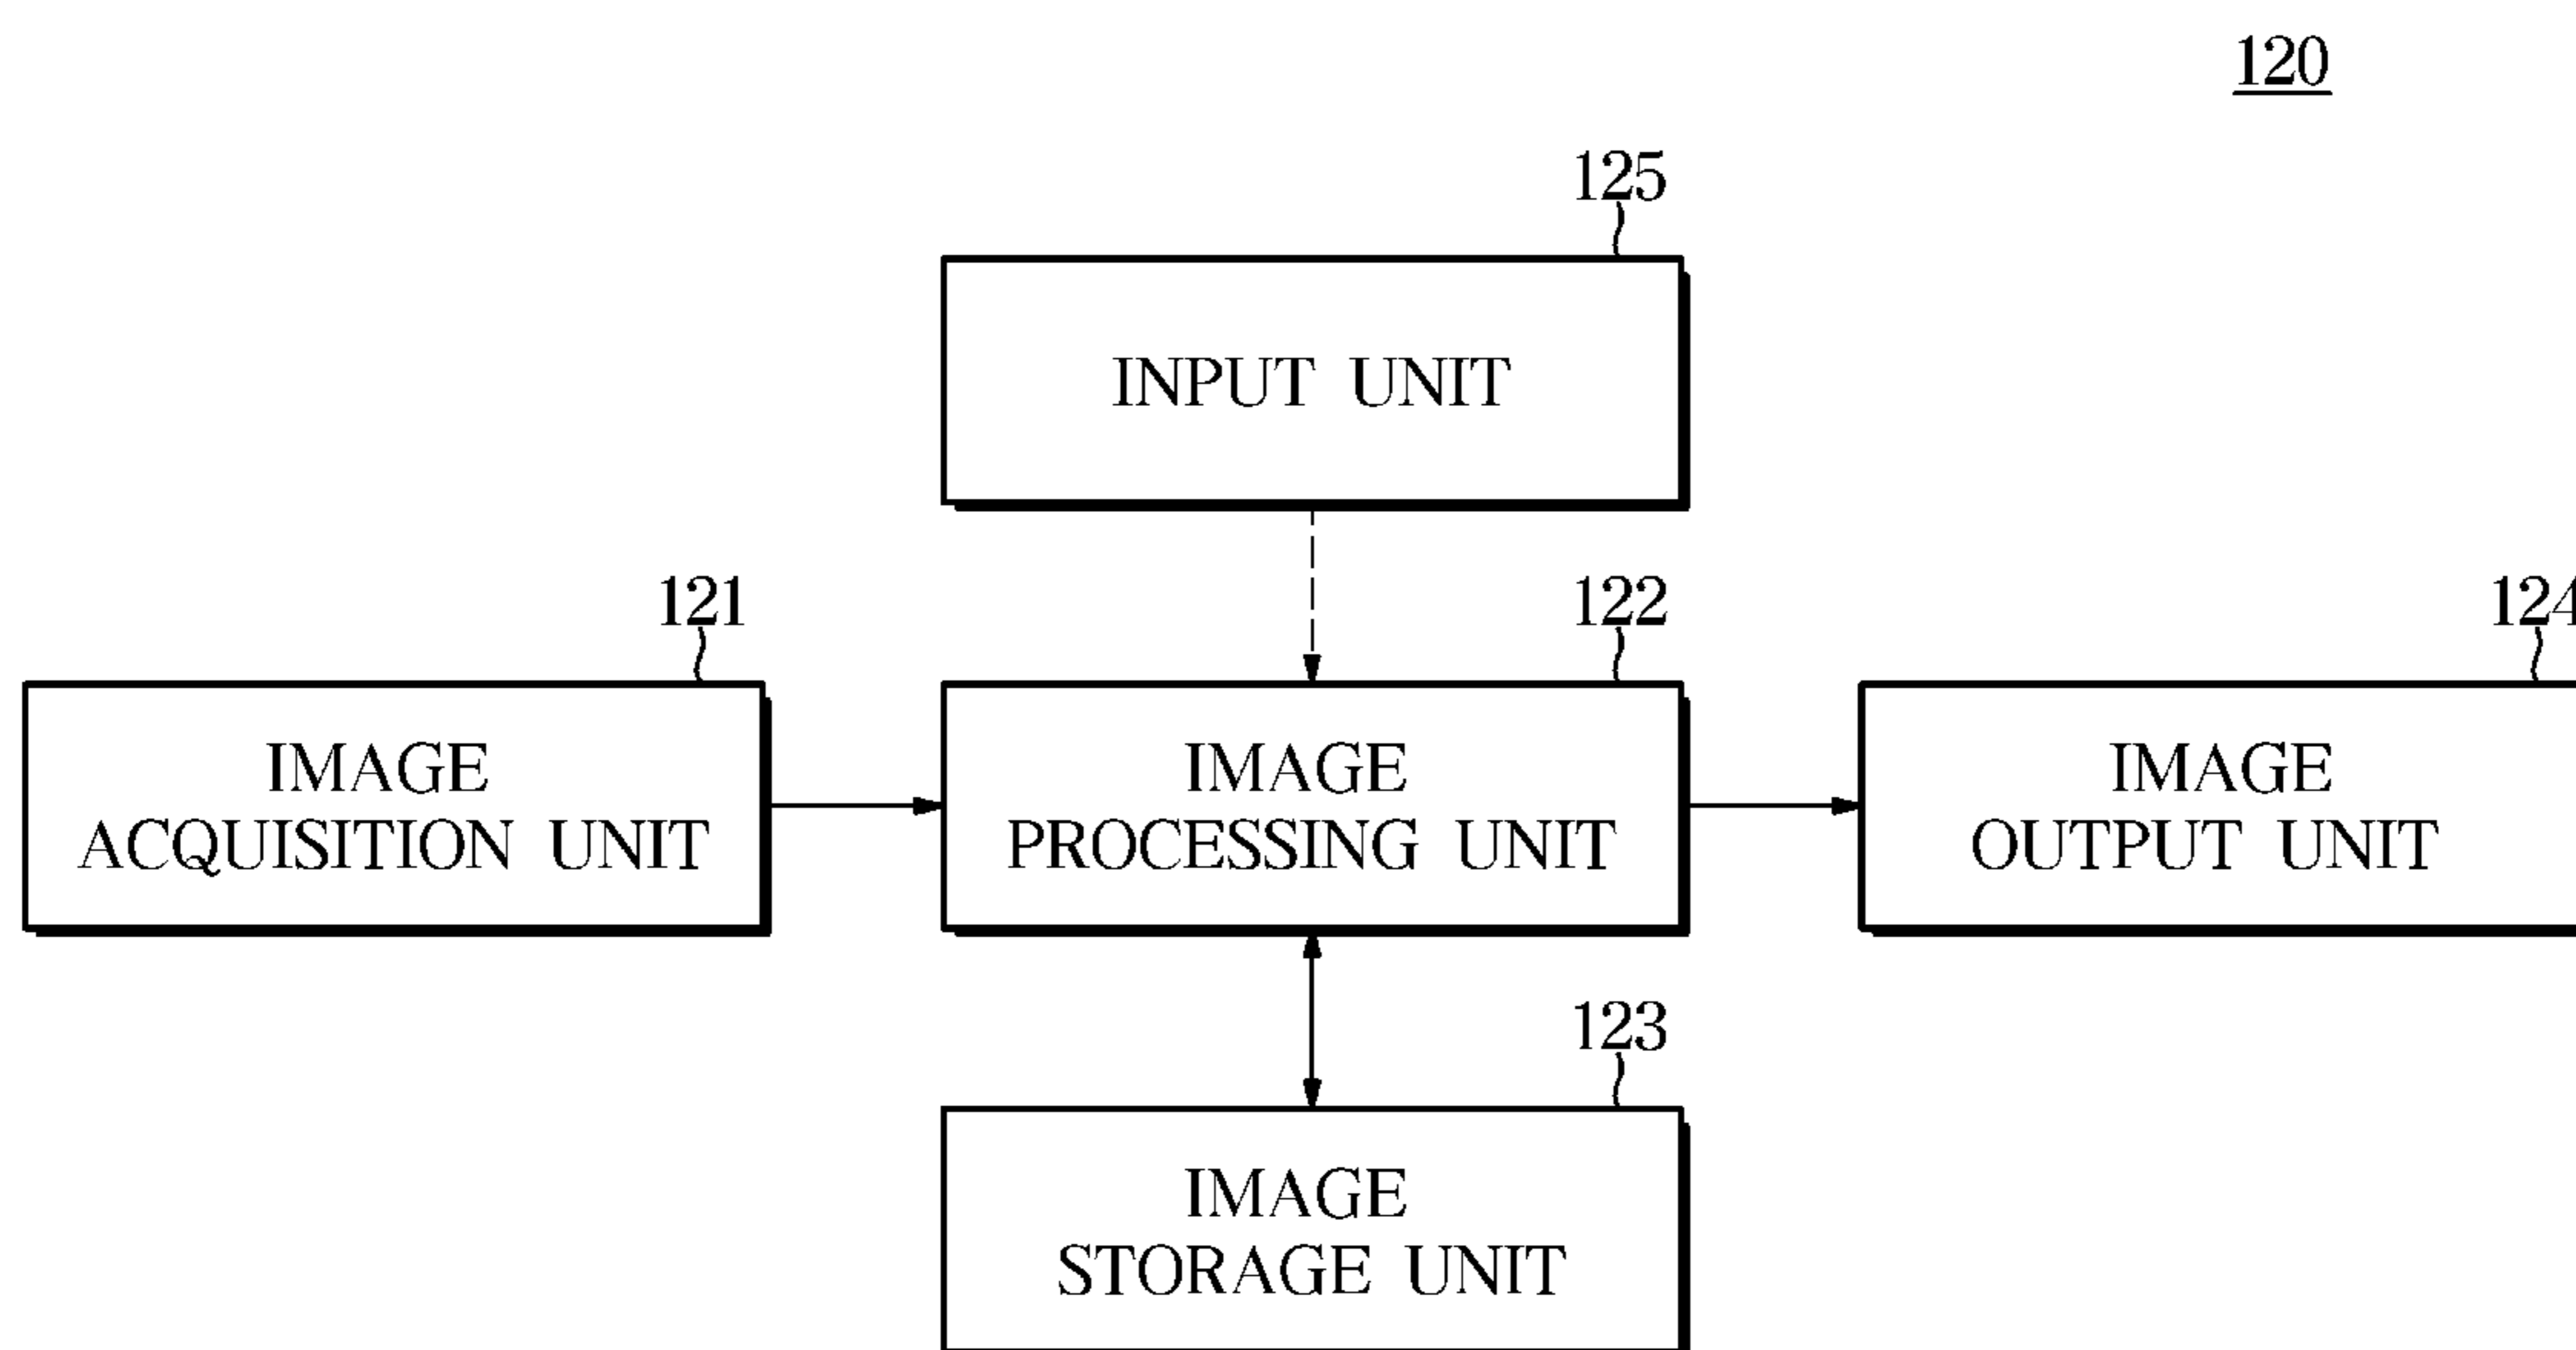 120
125
INPUT UNIT
121
122
124
IMAGE
ACQUISITION UNIT
IMAGE
PROCESSING UNIT
IMAGE
OUTPUT UNIT
123
IMAGE
STORAGE UNIT